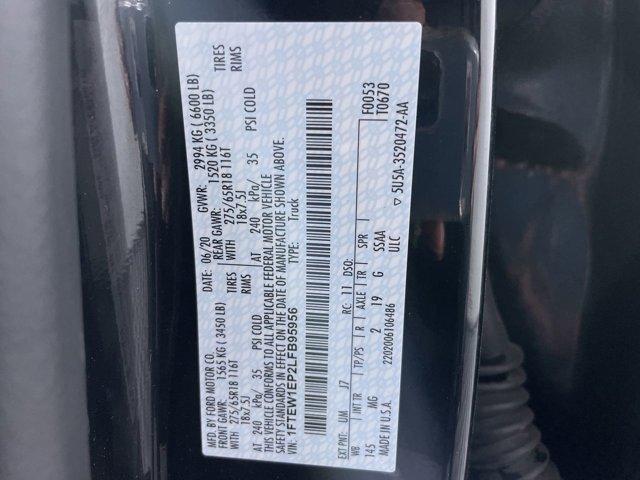 MFD. BY FORD MOTOR CO.
DATE: 06/20 GVWR: 2994 KG ( 6600 LB)
FRONT GAWR: 1565 KG ( 3450 LB) REAR GAWR: 1520 KG ( 3350 LB)
WITH 275/65R18 116T TIRES WITH 275/65R18 116T TIRES
18x7.5J RIMS 18x7.5J RIMS
AT 240 kPa/ 35 PSI COLD AT 240 kPa/ 35 PSI COLD
THIS VEHICLE CONFORMS TO ALL APPLICABLE FEDERAL MOTOR VEHICLE
SAFETY STANDARDS IN EFFECT ON THE DATE OF MANUFACTURE SHOWN ABOVE.
VIN: 1FTEW1EP2LFB95956 Truck
F0053
EXT PNT: UM J7 RC: 11 DSO: T0670
WB INT TR TP/PS R AXLE TR SPR
145 MG 2 19 G SSAA
ULC
MADE IN U.S.A. 2202006106486 ▽ 5U5A-3520472-AA